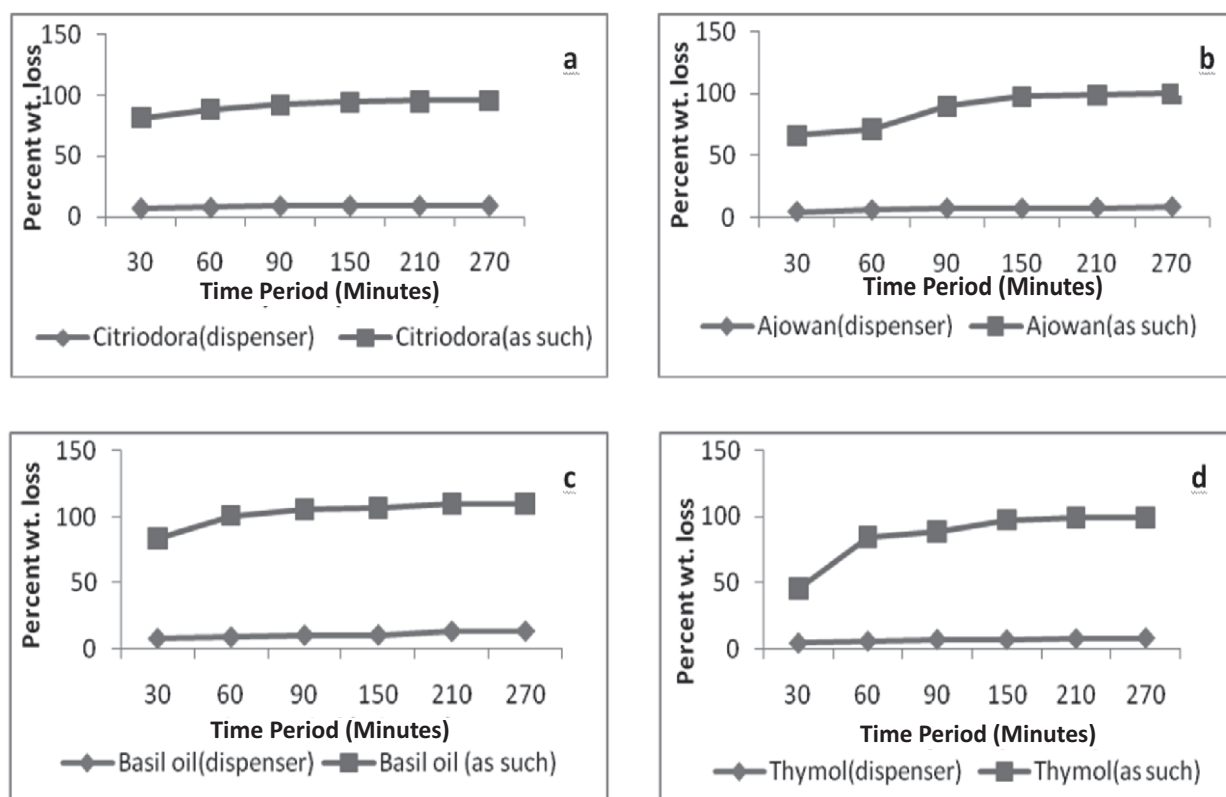 a
Percent wt. loss
150
100
50
0
30 60 90 150 210 270
Time Period (Minutes)
Citriodora(dispenser) Citriodora(as such)
b
Percent wt. loss
150
100
50
0
30 60 90 150 210 270
Time Period (Minutes)
Ajowan(dispenser) Ajowan(as such)
c
Percent wt. loss
150
100
50
0
30 60 90 150 210 270
Time Period (Minutes)
Basil oil(dispenser) Basil oil (as such)
d
Percent wt. loss
150
100
50
0
30 60 90 150 210 270
Time Period (Minutes)
Thymol(dispenser) Thymol(as such)